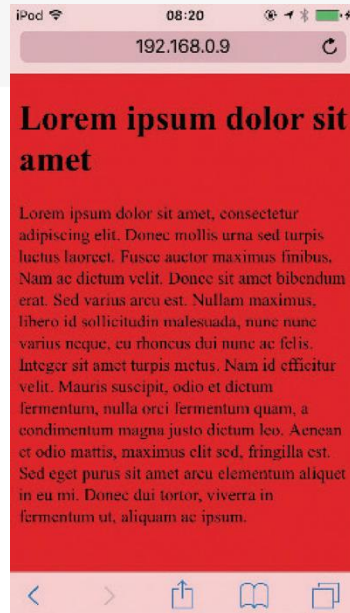 iPod 08:20
192.168.0.9
Lorem ipsum dolor sit
amet
Lorem ipsum dolor sit amet, consectetur
adipiscing elit. Donec mollis urna sed turpis
luctus laoreet. Fusce auctor maximus finibus.
Nam ac dictum velit. Donec sit amet bibendum
erat. Sed varius arcu est. Nullam maximus,
libero id sollicitudin malesuada, nunc nunc
varius neque, eu rhoncus dui nunc ac felis.
Integer sit amet turpis metus. Nam id efficitur
velit. Mauris suscipit, odio et dictum
fermentum, nulla orci fermentum quam, a
condimentum magna justo dictum leo. Aenean
et odio mattis, maximus elit sed, fringilla est.
Sed eget purus sit amet arcu elementum aliquet
in eu mi. Donec dui tortor, viverra in
fermentum ut, aliquam ac ipsum.